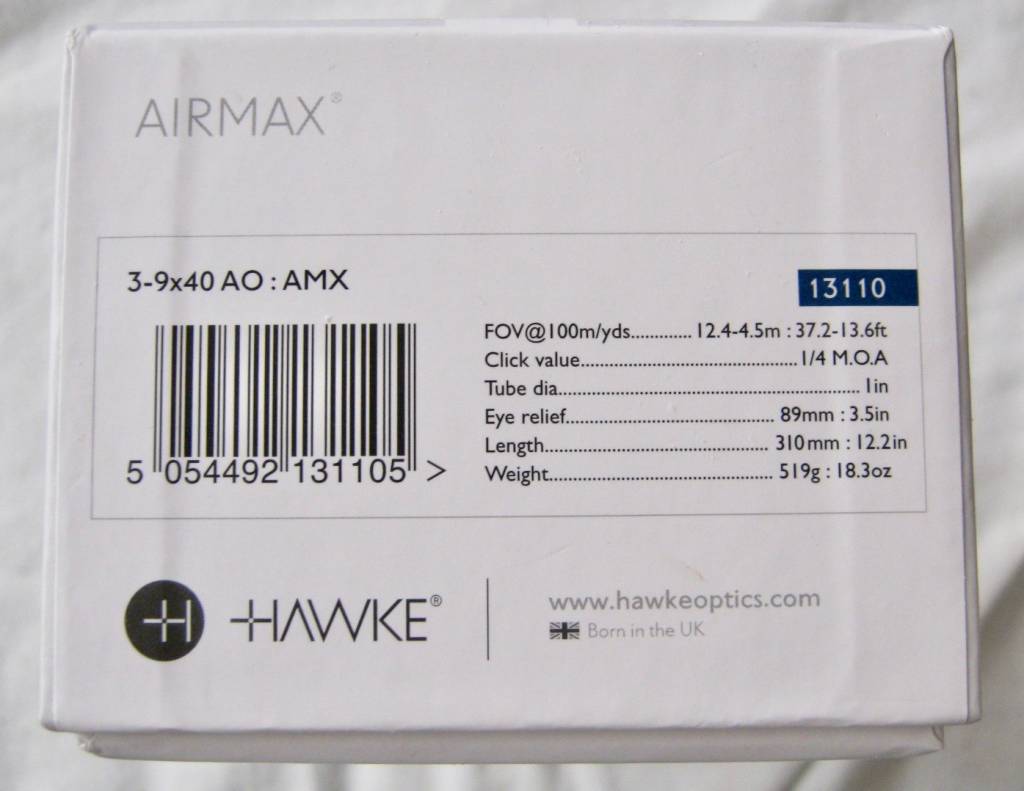 AIRMAX®
3-9x40 AO : AMX
13110
FOV@100m/yds............ 12.4-4.5m : 37.2-13.6ft
Click value.......................................... 1/4 M.O.A
Tube dia........................................................... 1in
Eye relief......................................... 89mm : 3.5in
Length............................................ 310mm : 12.2in
Weight............................................ 519g : 18.3oz
5 054492 131105 >
H HAWKE®
www.hawkeoptics.com
Born in the UK